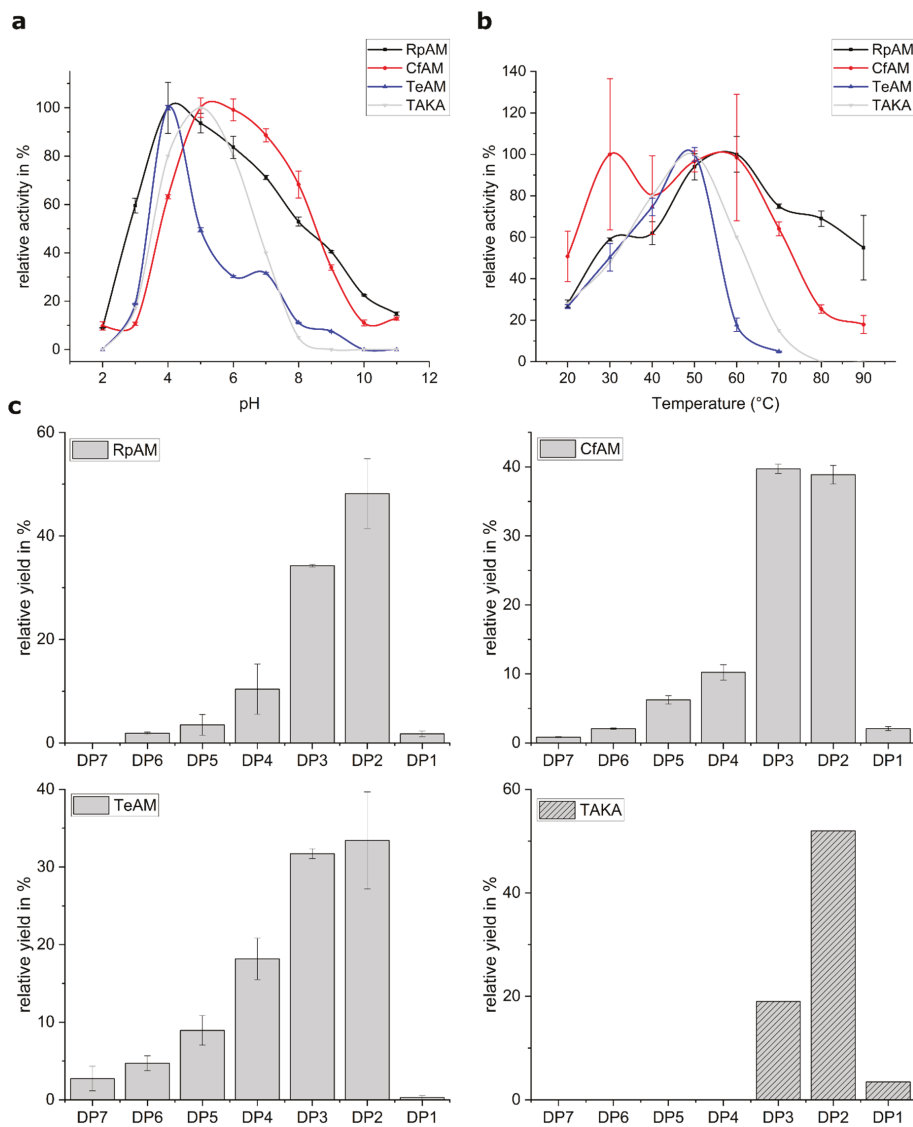 a
RpAM
CfAM
TeAM
TAKA
relative activity in %
100
80
60
40
20
0
2 4 6 8 10 12
pH
b
RpAM
CfAM
TeAM
TAKA
relative activity in %
140
120
100
80
60
40
20
0
20 30 40 50 60 70 80 90
Temperature (°C)
c
RpAM
relative yield in %
60
40
20
0
DP7 DP6 DP5 DP4 DP3 DP2 DP1
CfAM
relative yield in %
40
30
20
10
0
DP7 DP6 DP5 DP4 DP3 DP2 DP1
TeAM
relative yield in %
40
30
20
10
0
DP7 DP6 DP5 DP4 DP3 DP2 DP1
TAKA
relative yield in %
60
40
20
0
DP7 DP6 DP5 DP4 DP3 DP2 DP1